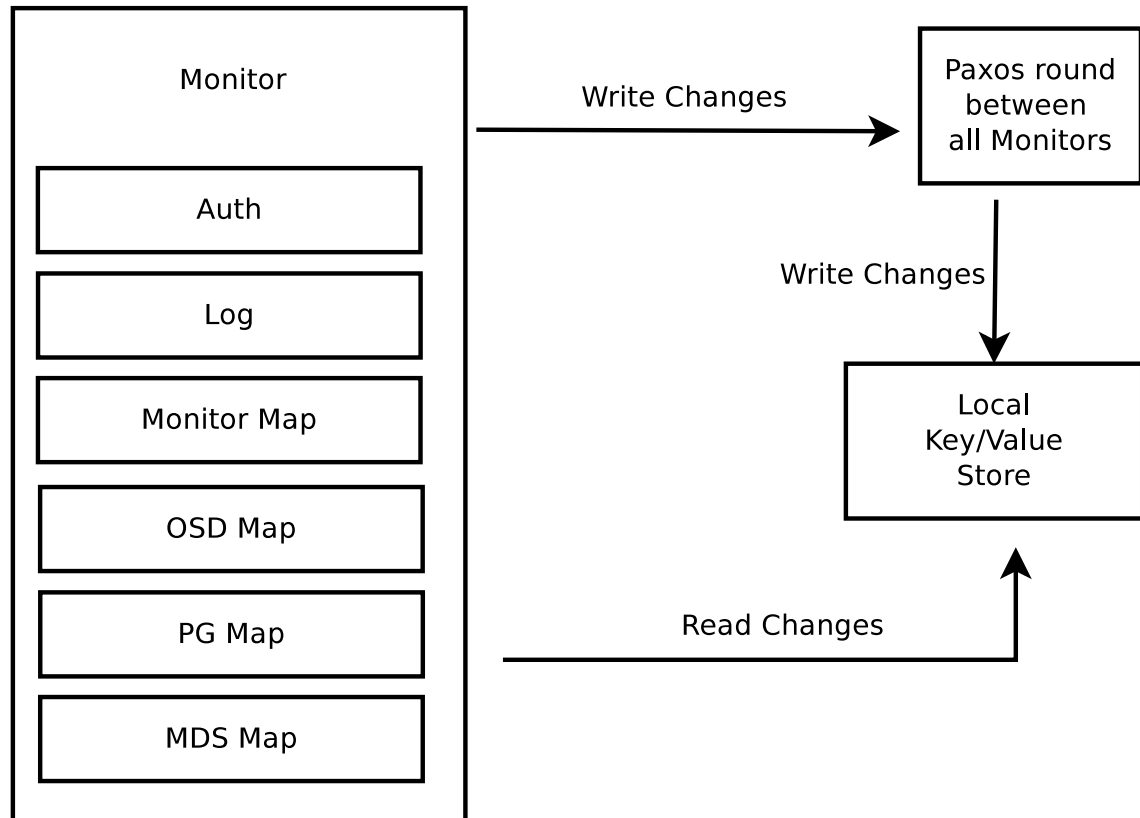 Monitor
Auth
Log
Monitor Map
OSD Map
PG Map
MDS Map
Write Changes
Paxos round
between
all Monitors
Write Changes
Local
Key/Value
Store
Read Changes